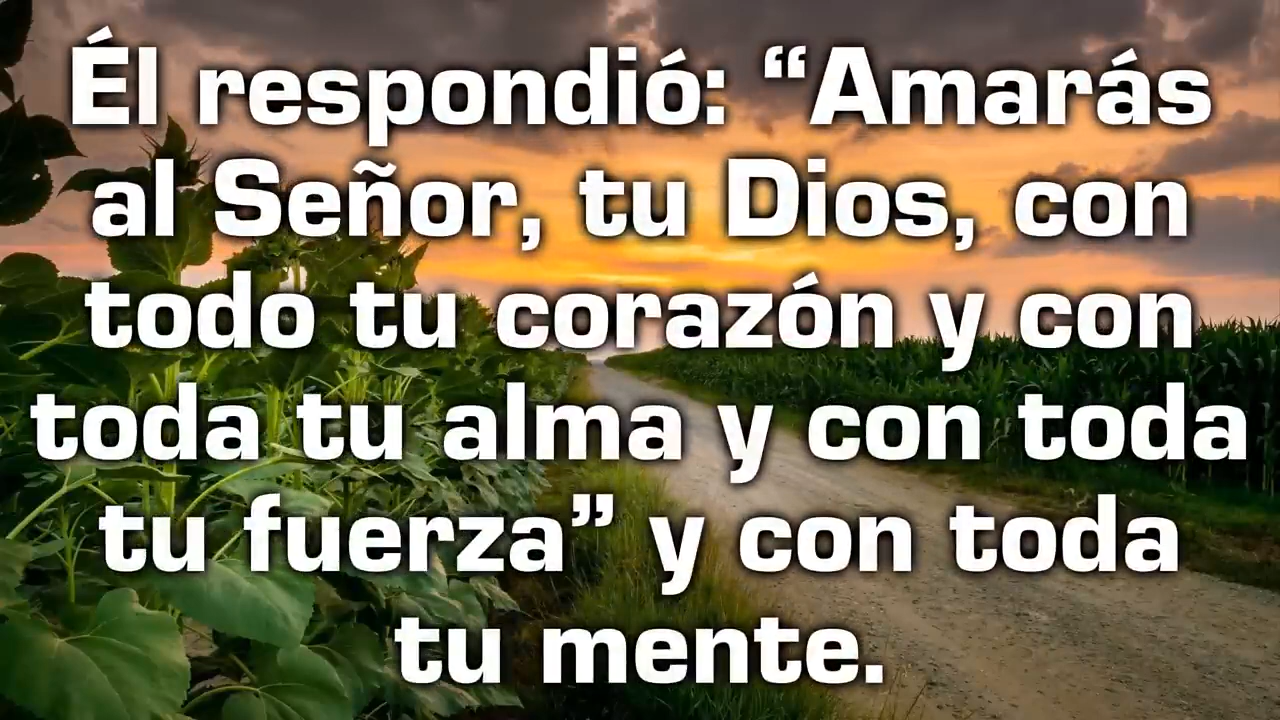 Él respondió: “Amarás
al Señor, tu Dios, con
todo tu corazón y con
toda tu alma y con toda
tu fuerza” y con toda
tu mente.